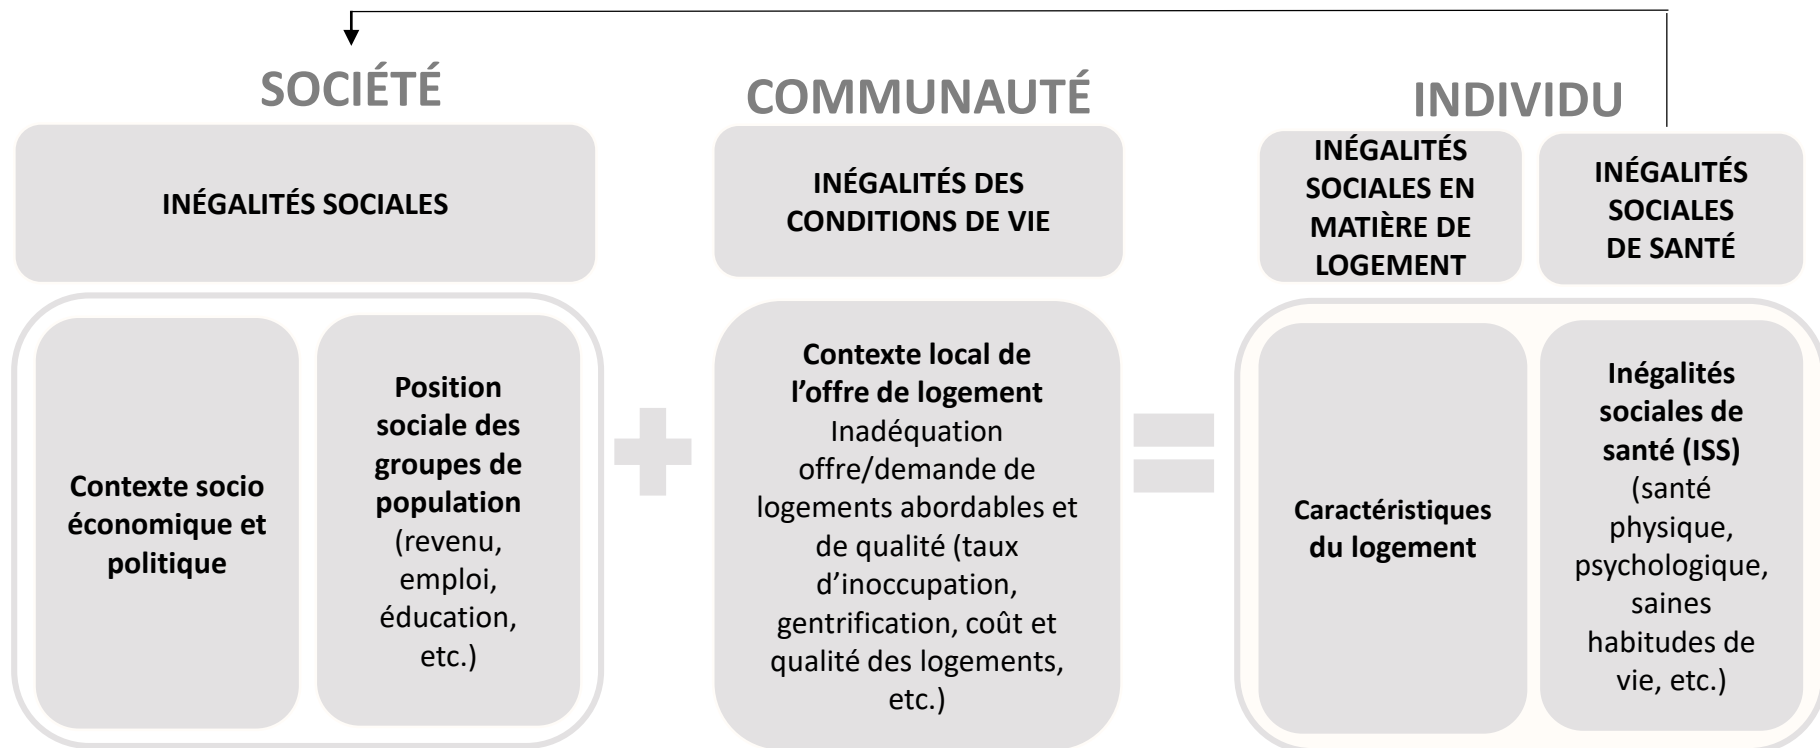 SOCIÉTÉ
COMMUNAUTÉ
INDIVIDU
INÉGALITÉS SOCIALES
INÉGALITÉS DES
CONDITIONS DE VIE
INÉGALITÉS
SOCIALES EN
MATIÈRE DE
LOGEMENT
INÉGALITÉS
SOCIALES
DE SANTÉ
Contexte socio
économique et
politique
Position
sociale des
groupes de
population
(revenu,
emploi,
éducation,
etc.)
Contexte local de
l’offre de logement
Inadéquation
offre/demande de
logements abordables et
de qualité (taux
d’inoccupation,
gentrification, coût et
qualité des logements,
etc.)
Caractéristiques
du logement
Inégalités
sociales de
santé (ISS)
(santé
physique,
psychologique,
saines
habitudes de
vie, etc.)